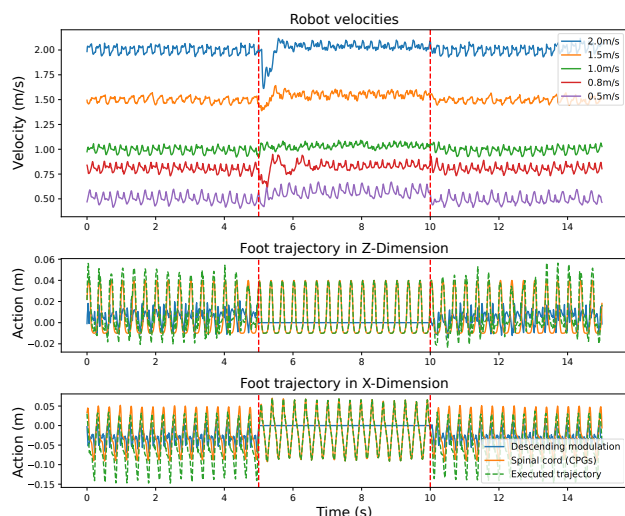 Robot velocities
Velocity (m/s)
2.00
1.75
1.50
1.25
1.00
0.75
0.50
2.0m/s
1.5m/s
1.0m/s
0.8m/s
0.5m/s
0 2 4 6 8 10 12 14
Foot trajectory in Z-Dimension
Action (m)
0.06
0.04
0.02
0.00
−0.02
0 2 4 6 8 10 12 14
Foot trajectory in X-Dimension
Action (m)
0.05
0.00
−0.05
−0.10
−0.15
Descending modulation
Spinal cord (CPGs)
Executed trajectory
0 2 4 6 8 10 12 14
Time (s)